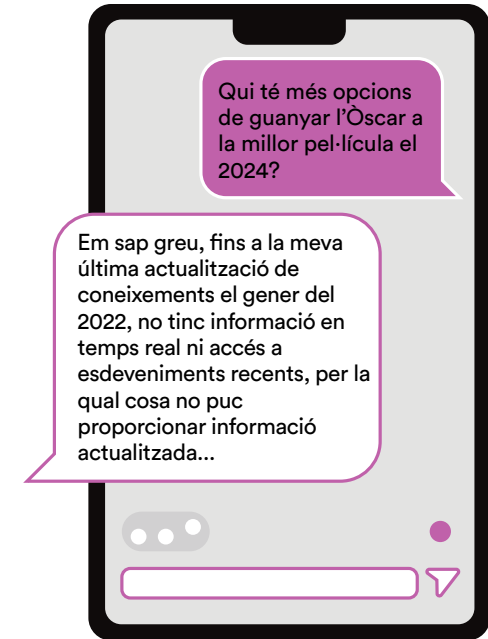 Qui té més opcions
de guanyar l’Òscar a
la millor pel·lícula el
2024?
Em sap greu, fins a la meva
última actualització de
coneixements el gener del
2022, no tinc informació en
temps real ni accés a
esdeveniments recents, per la
qual cosa no puc
proporcionar informació
actualitzada...